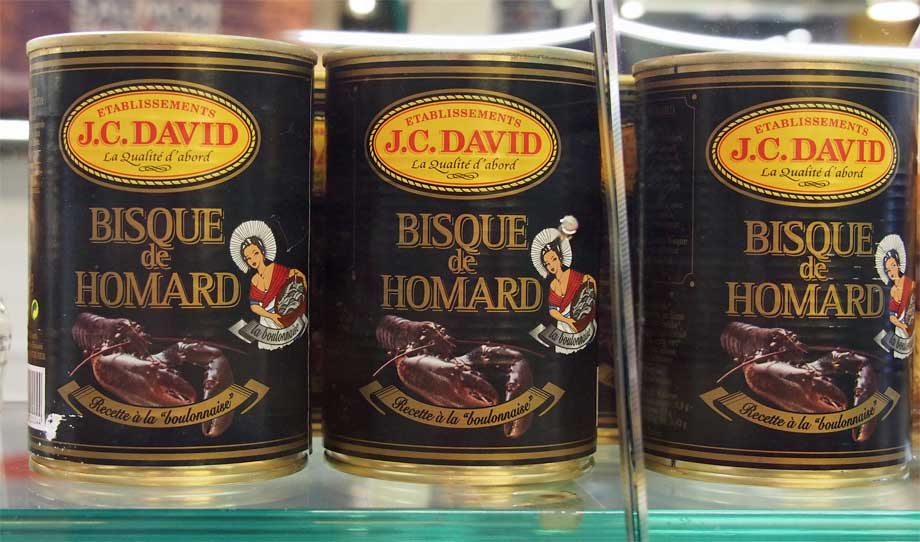 ETABLISSEMENTS
J.C. DAVID
La Qualité d'abord
BISQUE
de
HOMARD
la boulonnaise
Recette à la "boulonnaise"
ETABLISSEMENTS
J.C. DAVID
La Qualité d'abord
BISQUE
de
HOMARD
la boulonnaise
Recette à la "boulonnaise"
ETABLISSEMENTS
J.C. DAVID
La Qualité d'abord
BISQUE
de
HOMARD
Recette à la "boulonnaise"